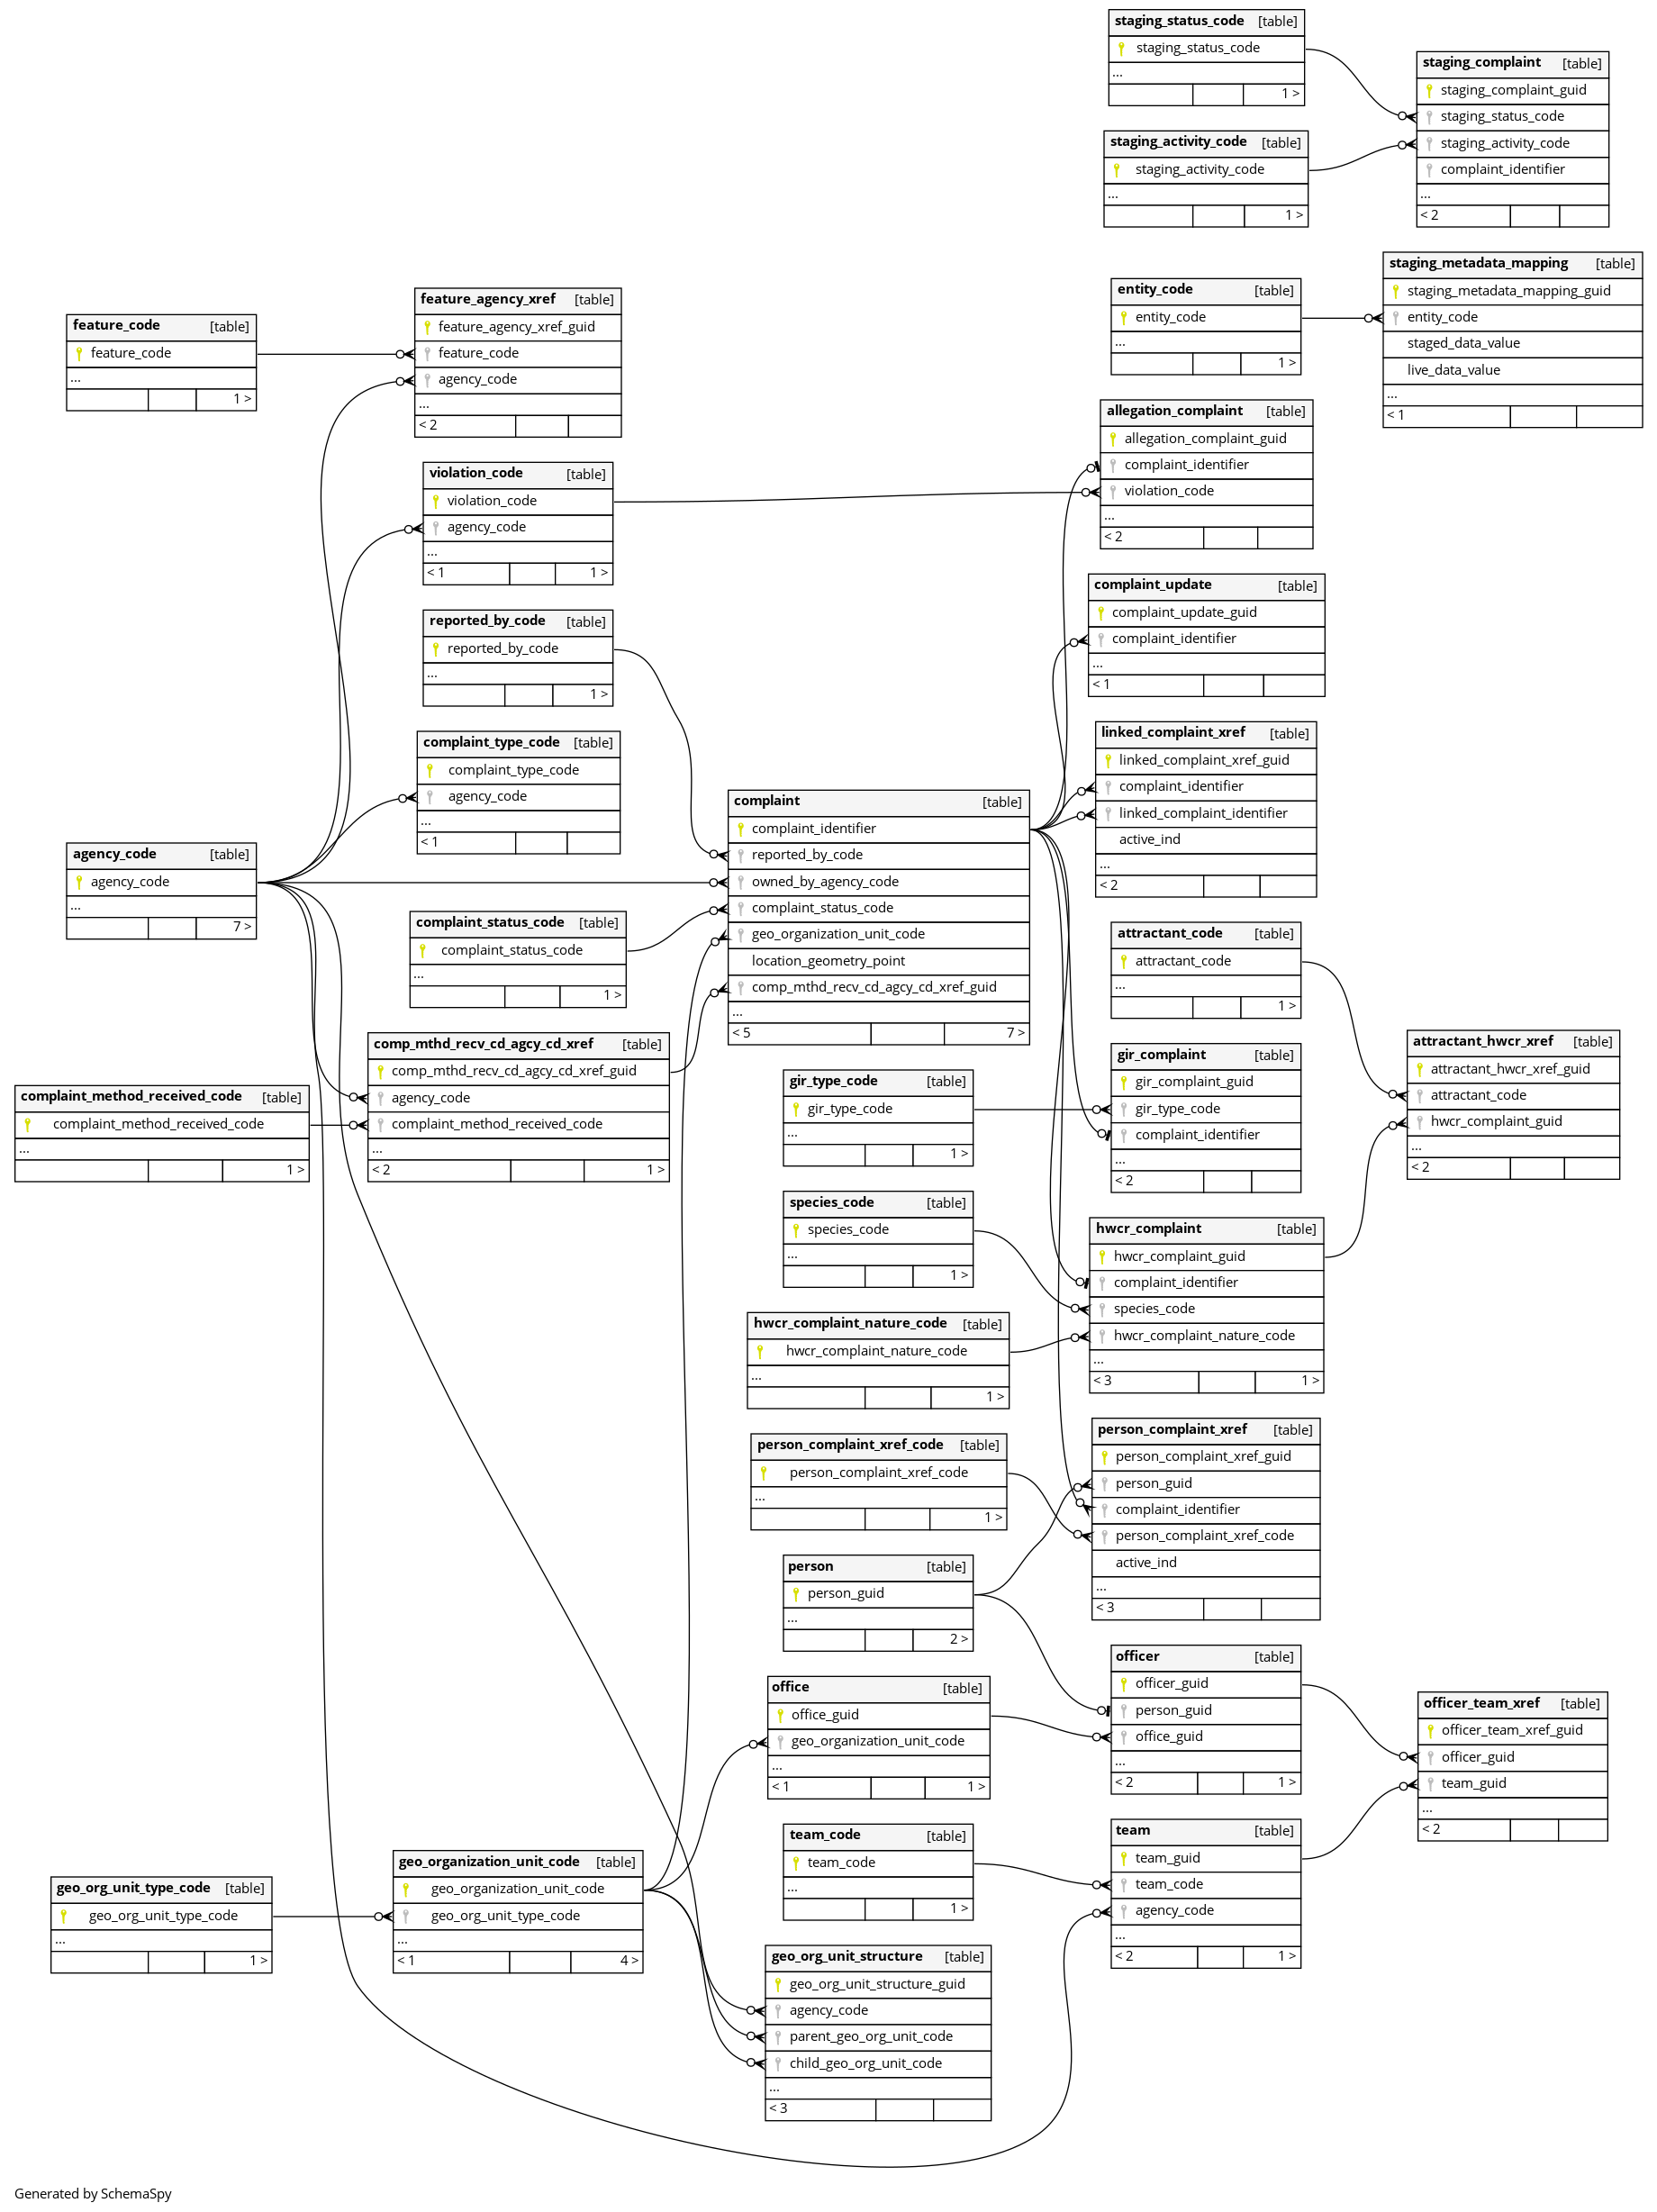 staging_status_code [table]
staging_status_code
...
1 >
staging_complaint [table]
staging_complaint_guid
staging_status_code
staging_activity_code
complaint_identifier
...
< 2
staging_activity_code [table]
staging_activity_code
...
1 >
staging_metadata_mapping [table]
staging_metadata_mapping_guid
entity_code
staged_data_value
live_data_value
...
< 1
entity_code [table]
entity_code
...
1 >
feature_agency_xref [table]
feature_agency_xref_guid
feature_code
agency_code
...
< 2
feature_code [table]
feature_code
...
1 >
allegation_complaint [table]
allegation_complaint_guid
complaint_identifier
violation_code
...
< 2
violation_code [table]
violation_code
agency_code
...
< 1 1 >
complaint_update [table]
complaint_update_guid
complaint_identifier
...
< 1
reported_by_code [table]
reported_by_code
...
1 >
linked_complaint_xref [table]
linked_complaint_xref_guid
complaint_identifier
linked_complaint_identifier
active_ind
...
< 2
complaint_type_code [table]
complaint_type_code
agency_code
...
< 1
complaint [table]
complaint_identifier
reported_by_code
owned_by_agency_code
complaint_status_code
geo_organization_unit_code
location_geometry_point
comp_mthd_recv_cd_agcy_cd_xref_guid
...
< 5 7 >
agency_code [table]
agency_code
...
7 >
complaint_status_code [table]
complaint_status_code
...
1 >
attractant_code [table]
attractant_code
...
1 >
comp_mthd_recv_cd_agcy_cd_xref [table]
comp_mthd_recv_cd_agcy_cd_xref_guid
agency_code
complaint_method_received_code
...
< 2 1 >
complaint_method_received_code [table]
complaint_method_received_code
...
1 >
gir_type_code [table]
gir_type_code
...
1 >
gir_complaint [table]
gir_complaint_guid
gir_type_code
complaint_identifier
...
< 2
attractant_hwcr_xref [table]
attractant_hwcr_xref_guid
attractant_code
hwcr_complaint_guid
...
< 2
species_code [table]
species_code
...
1 >
hwcr_complaint [table]
hwcr_complaint_guid
complaint_identifier
species_code
hwcr_complaint_nature_code
...
< 3 1 >
hwcr_complaint_nature_code [table]
hwcr_complaint_nature_code
...
1 >
person_complaint_xref_code [table]
person_complaint_xref_code
...
1 >
person_complaint_xref [table]
person_complaint_xref_guid
person_guid
complaint_identifier
person_complaint_xref_code
active_ind
...
< 3
person [table]
person_guid
...
2 >
officer [table]
officer_guid
person_guid
office_guid
...
< 2 1 >
office [table]
office_guid
geo_organization_unit_code
...
< 1 1 >
officer_team_xref [table]
officer_team_xref_guid
officer_guid
team_guid
...
< 2
team_code [table]
team_code
...
1 >
team [table]
team_guid
team_code
agency_code
...
< 2 1 >
geo_organization_unit_code [table]
geo_organization_unit_code
geo_org_unit_type_code
...
< 1 4 >
geo_org_unit_type_code [table]
geo_org_unit_type_code
...
1 >
geo_org_unit_structure [table]
geo_org_unit_structure_guid
agency_code
parent_geo_org_unit_code
child_geo_org_unit_code
...
< 3
Generated by SchemaSpy